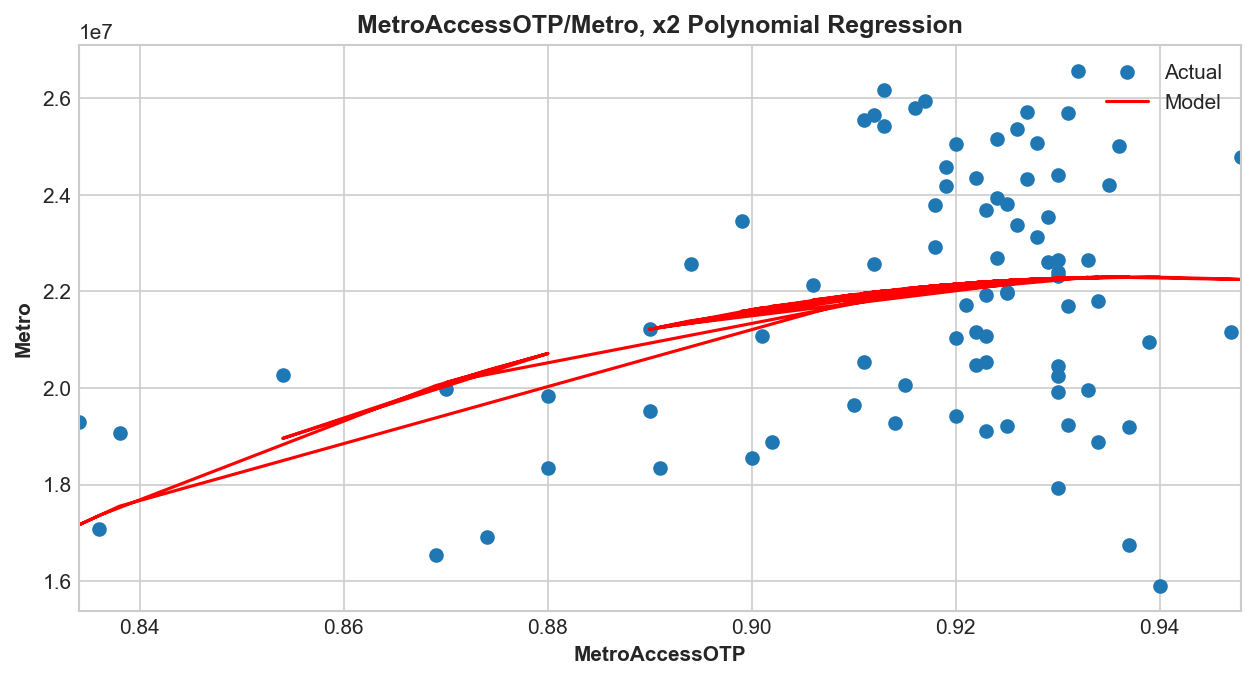 MetroAccessOTP/Metro, x2 Polynomial Regression
1e7
Actual
Model
2.6
2.4
2.2
2.0
1.8
1.6
Metro
0.84 0.86 0.88 0.90 0.92 0.94
MetroAccessOTP